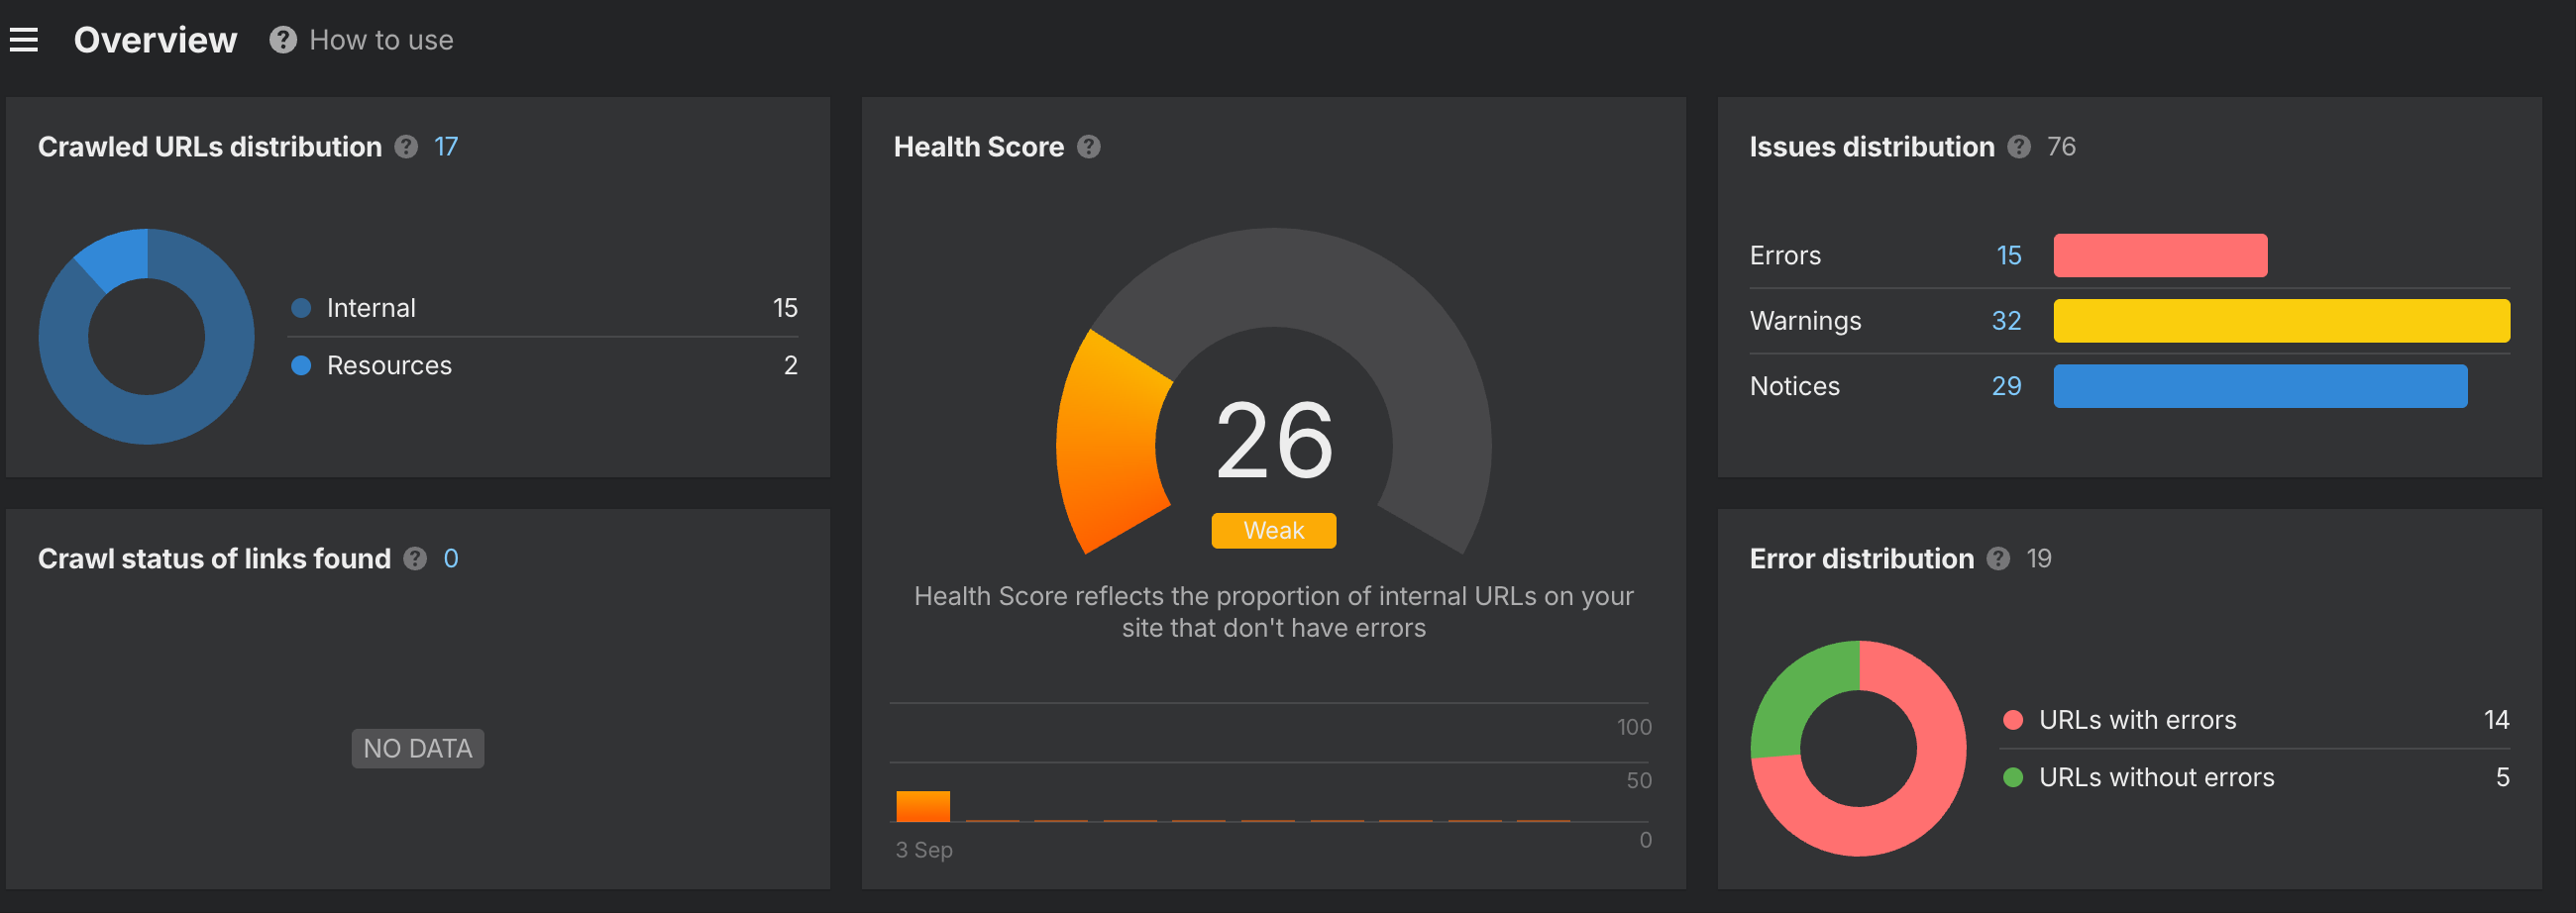 Overview
How to use
Crawled URLs distribution 17
Internal 15
Resources 2
Crawl status of links found 0
NO DATA
Health Score
26
Weak
Health Score reflects the proportion of internal URLs on your
site that don't have errors
100
50
0
3 Sep
Issues distribution 76
Errors 15
Warnings 32
Notices 29
Error distribution 19
URLs with errors 14
URLs without errors 5